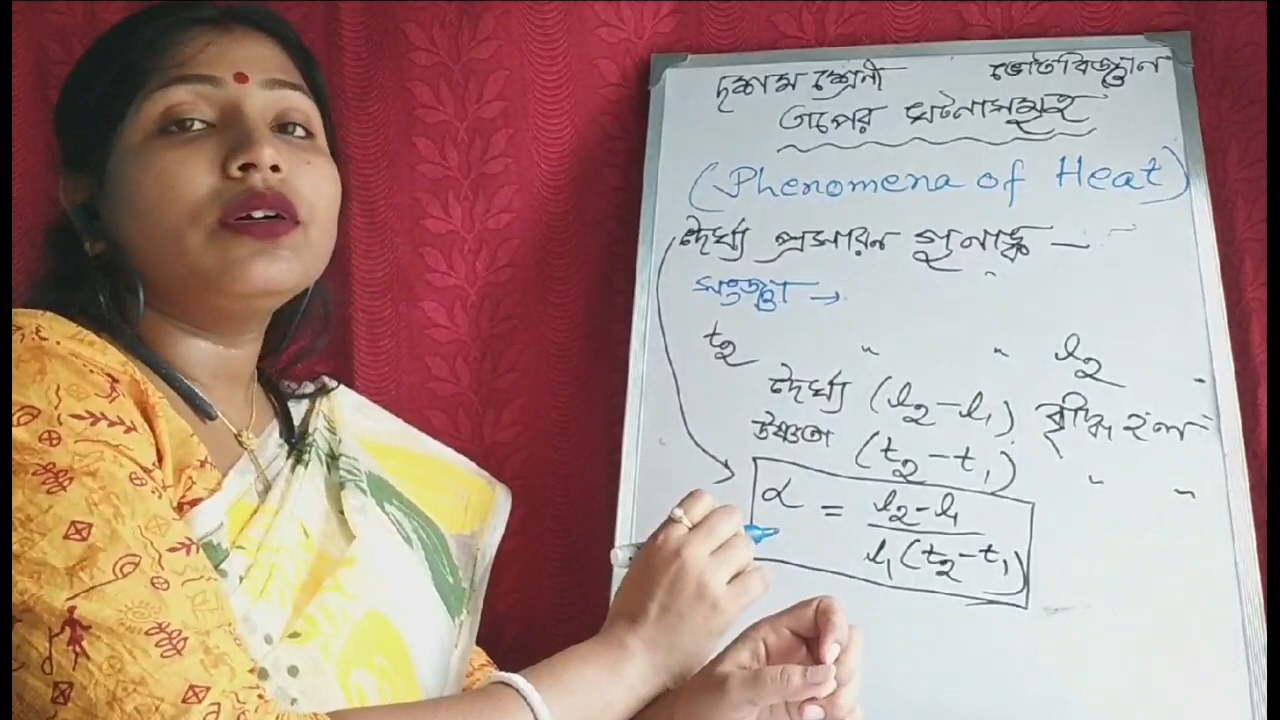 দশম শ্রেণী ভৌতবিজ্ঞান
তাপের ঘটনাসমূহ
(Phenomena of Heat)
দৈর্ঘ্য প্রসারন গুনাঙ্ক —
সংজ্ঞা →
t₂ " " l₂
দৈর্ঘ্য (l₂-l₁) বৃদ্ধি হল
উষ্ণতা (t₂-t₁) " "
α = l₂-l₁ / l₁(t₂-t₁)